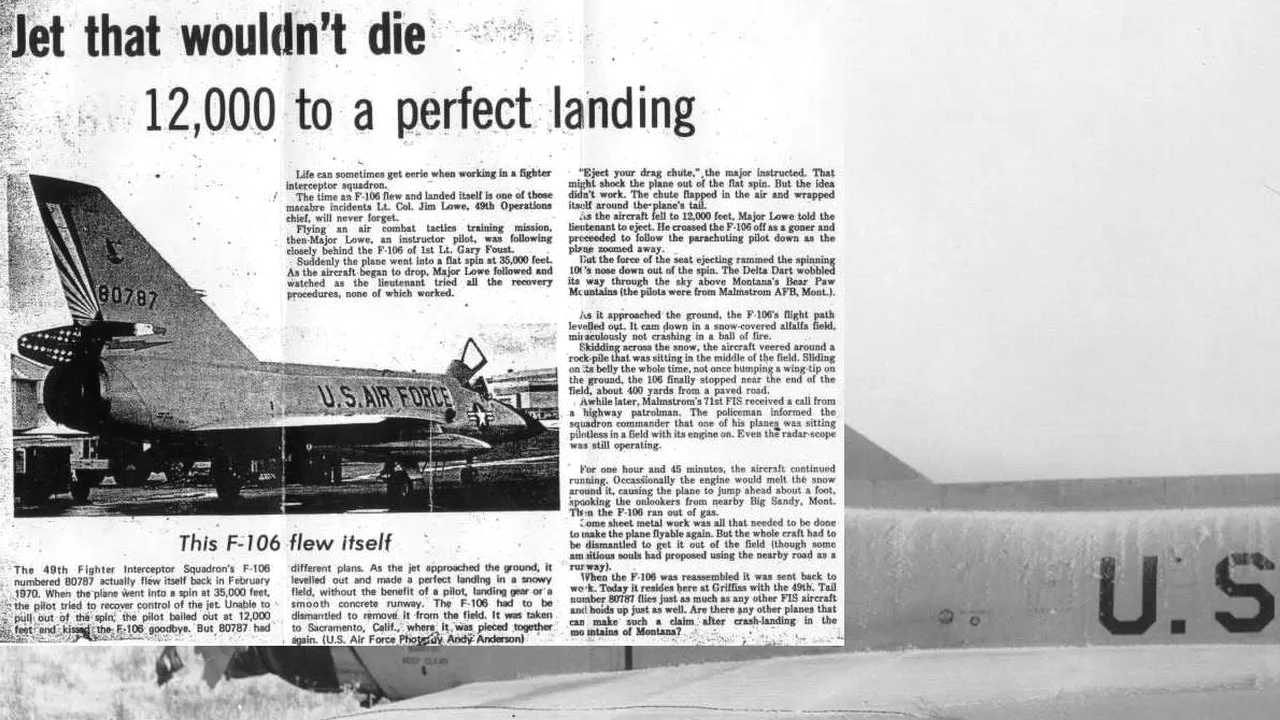 Jet that wouldn't die
12,000 to a perfect landing
Life can sometimes get eerie when working in a fighter
interceptor squadron.
The time an F-106 flew and landed itself is one of those
macabre incidents Lt. Col. Jim Lowe, 49th Operations
chief, will never forget.
Flying an air combat tactics training mission,
then-Major Lowe, an instructor pilot, was following
closely behind the F-106 of 1st Lt. Gary Foust.
Suddenly the plane went into a flat spin at 35,000 feet.
As the aircraft began to drop, Major Lowe followed and
watched as the lieutenant tried all the recovery
procedures, none of which worked.
"Eject your drag chute," the major instructed. That
might shock the plane out of the flat spin. But the idea
didn't work. The chute flapped in the air and wrapped
itself around the plane's tail.
As the aircraft fell to 12,000 feet, Major Lowe told the
lieutenant to eject. He crossed the F-106 off as a goner and
proceeded to follow the parachuting pilot down as the
plane zoomed away.
But the force of the seat ejecting rammed the spinning
106's nose down out of the spin. The Delta Dart wobbled
its way through the sky above Montana's Bear Paw
Mountains (the pilots were from Malmstrom AFB, Mont.).
As it approached the ground, the F-106's flight path
levelled out. It cam down in a snow-covered alfalfa field,
miraculously not crashing in a ball of fire.
Skidding across the snow, the aircraft veered around a
rock-pile that was sitting in the middle of the field. Sliding
on its belly the whole time, not once bumping a wing-tip on
the ground, the 106 finally stopped near the end of the
field, about 400 yards from a paved road.
Awhile later, Malmstrom's 71st FIS received a call from
a highway patrolman. The policeman informed the
squadron commander that one of his planes was sitting
pilotless in a field with its engine on. Even the radar-scope
was still operating.
For one hour and 45 minutes, the aircraft continued
running. Occassionally the engine would melt the snow
around it, causing the plane to jump ahead about a foot,
spooking the onlookers from nearby Big Sandy, Mont.
Then the F-106 ran out of gas.
Some sheet metal work was all that needed to be done
to make the plane flyable again. But the whole craft had to
be dismantled to get it out of the field (though some
ambitious souls had proposed using the nearby road as a
runway).
When the F-106 was reassembled it was sent back to
work. Today it resides here at Griffiss with the 49th. Tail
number 80787 flies just as much as any other FIS aircraft
and holds up just as well. Are there any other planes that
can make such a claim after crash-landing in the
mountains of Montana?
80787
U.S. AIR FORCE
This F-106 flew itself
The 49th Fighter Interceptor Squadron's F-106
numbered 80787 actually flew itself back in February
1970. When the plane went into a spin at 35,000 feet,
the pilot tried to recover control of the jet. Unable to
pull out of the spin, the pilot bailed out at 12,000
feet and kissed the F-106 goodbye. But 80787 had
different plans. As the jet approached the ground, it
levelled out and made a perfect landing in a snowy
field, without the benefit of a pilot, landing gear or a
smooth concrete runway. The F-106 had to be
dismantled to remove it from the field. It was taken
to Sacramento, Calif., where it was pieced together
again. (U.S. Air Force Photo by Andy Anderson)
U.S
KEEP CLEAR